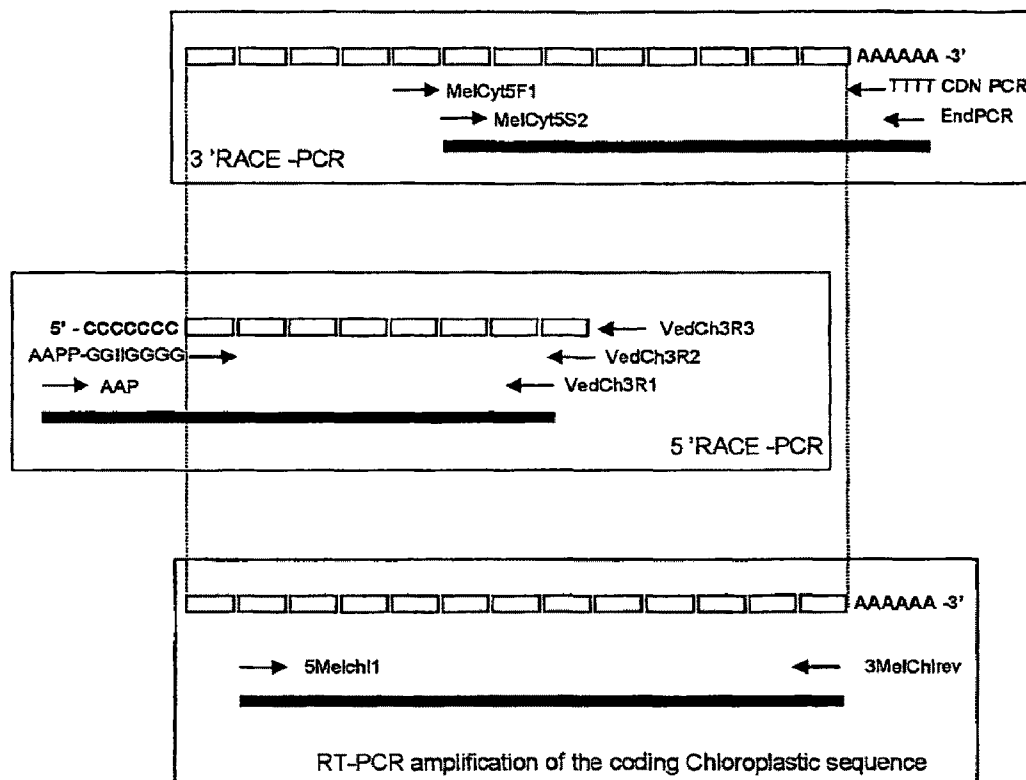 AAAAAA -3'
MelCyt5F1
TTTT CDN PCR
MelCyt5S2
EndPCR
3 'RACE -PCR
5' - CCCCCCC
VedCh3R3
AAPP-GGIIGGGG
VedCh3R2
AAP
VedCh3R1
5 'RACE -PCR
AAAAAA -3'
5Melchl1
3MelChlrev
RT-PCR amplification of the coding Chloroplastic sequence